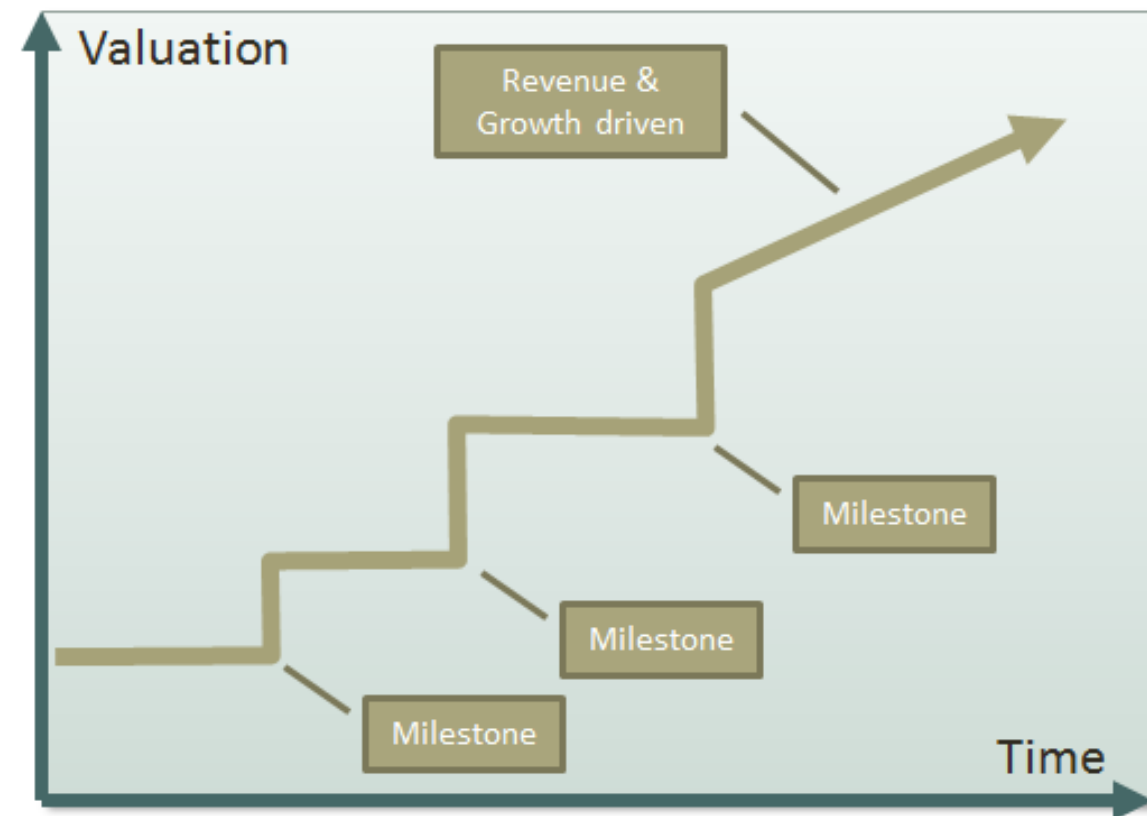 Valuation
Revenue &
Growth driven
Milestone
Milestone
Milestone
Time